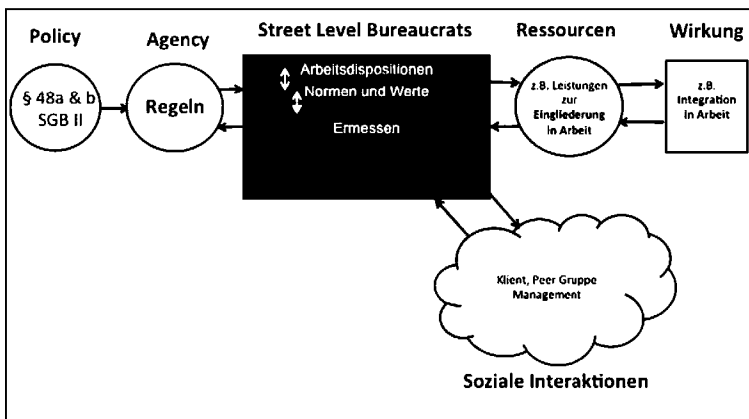 Policy
Agency
Street Level Bureaucrats
Ressourcen
Wirkung
§ 48a & b
SGB II
Regeln
Arbeitsdispositionen
Normen und Werte
Ermessen
z.B. Leistungen
zur
Eingliederung
in Arbeit
z.B.
Integration
in Arbeit
Klient, Peer Gruppe
Management
Soziale Interaktionen